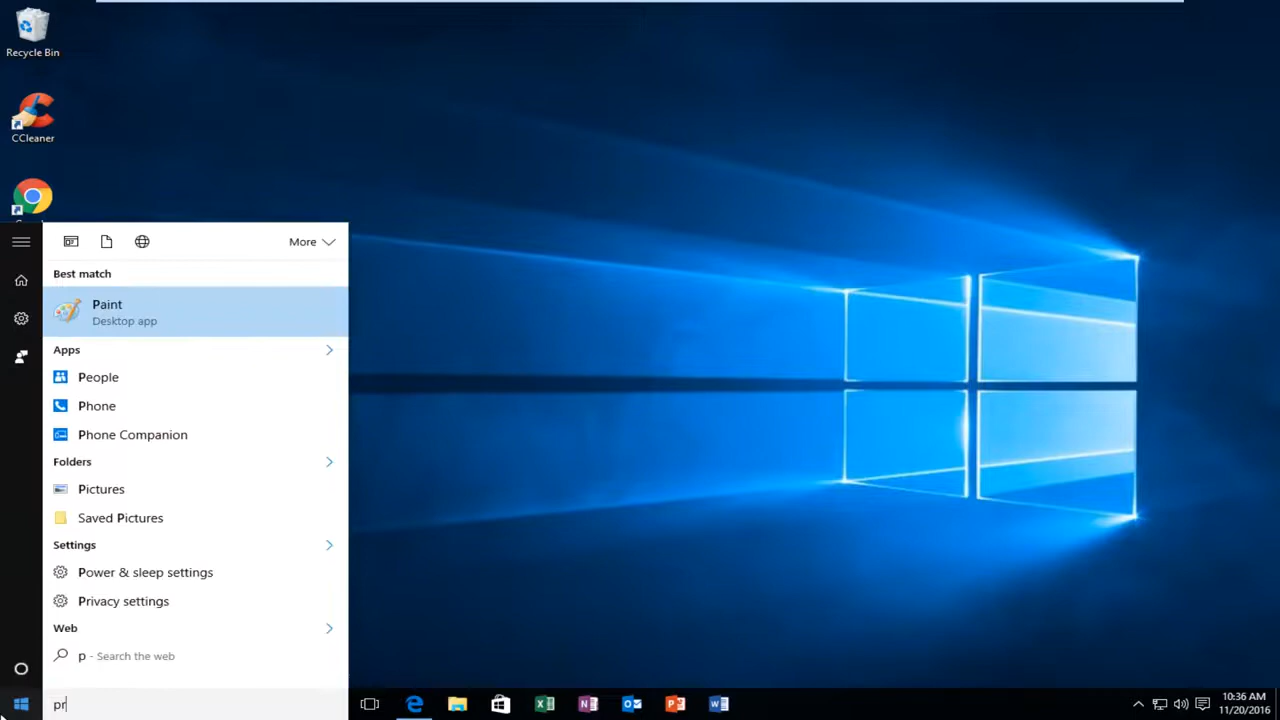 Recycle Bin
CCleaner
More
Best match
Paint
Desktop app
Apps
People
Phone
Phone Companion
Folders
Pictures
Saved Pictures
Settings
Power & sleep settings
Privacy settings
Web
p - Search the web
pr
10:36 AM
11/20/2016